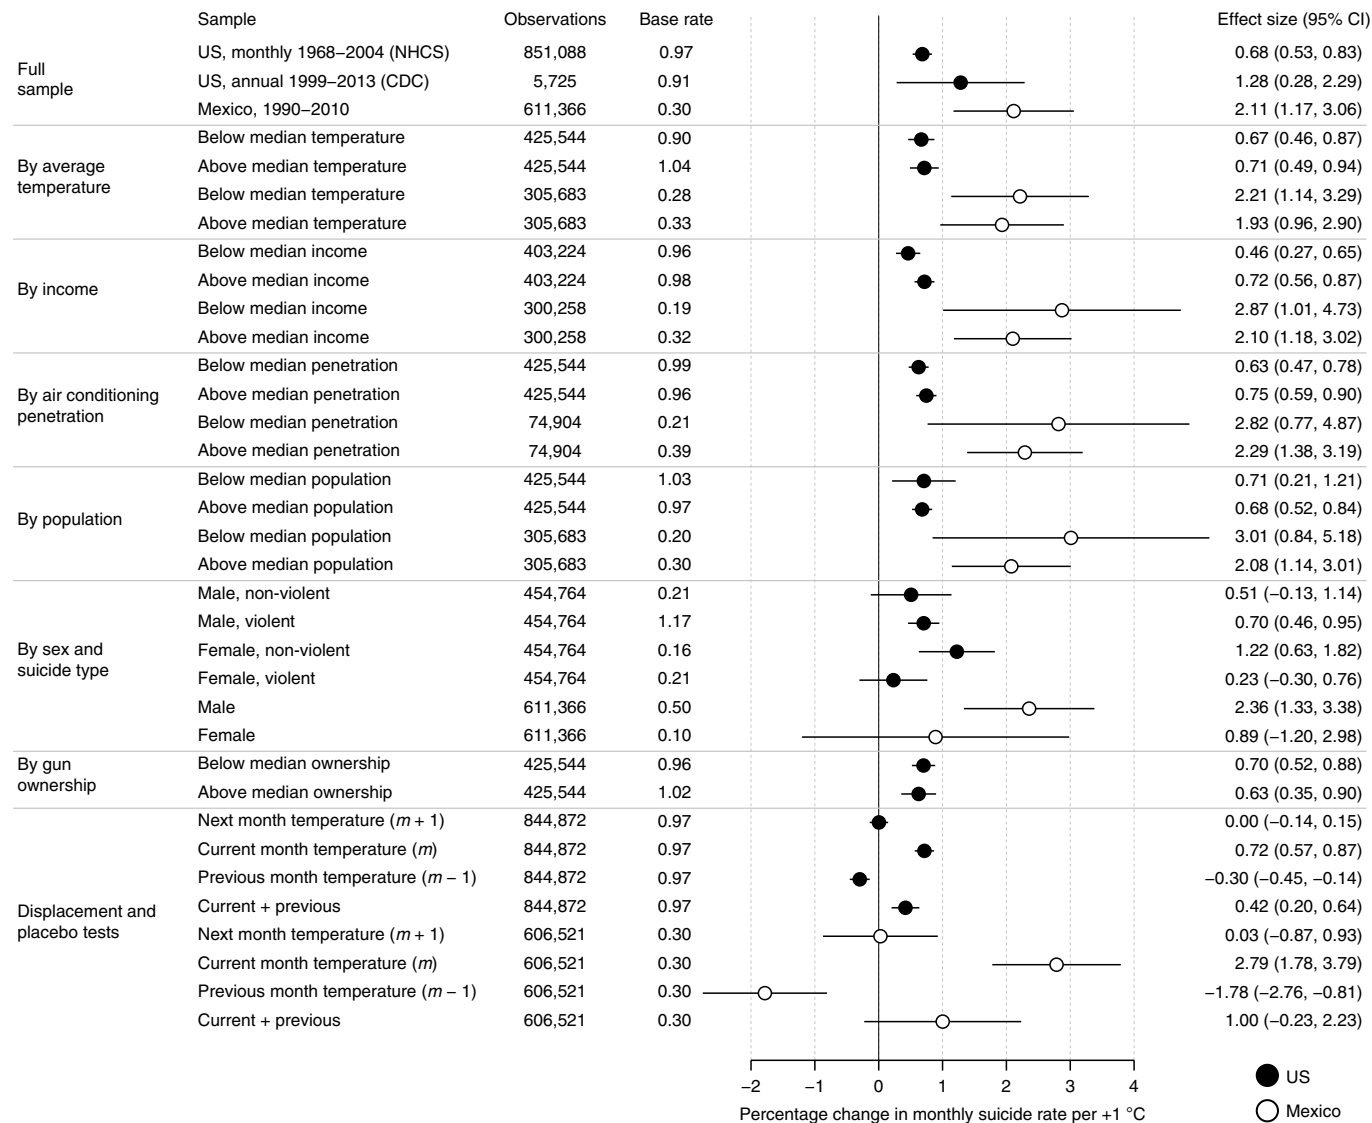 Sample Observations Base rate Effect size (95% CI)
Full
sample
US, monthly 1968–2004 (NHCS) 851,088 0.97 0.68 (0.53, 0.83)
US, annual 1999–2013 (CDC) 5,725 0.91 1.28 (0.28, 2.29)
Mexico, 1990–2010 611,366 0.30 2.11 (1.17, 3.06)
By average
temperature
Below median temperature 425,544 0.90 0.67 (0.46, 0.87)
Above median temperature 425,544 1.04 0.71 (0.49, 0.94)
Below median temperature 305,683 0.28 2.21 (1.14, 3.29)
Above median temperature 305,683 0.33 1.93 (0.96, 2.90)
By income
Below median income 403,224 0.96 0.46 (0.27, 0.65)
Above median income 403,224 0.98 0.72 (0.56, 0.87)
Below median income 300,258 0.19 2.87 (1.01, 4.73)
Above median income 300,258 0.32 2.10 (1.18, 3.02)
By air conditioning
penetration
Below median penetration 425,544 0.99 0.63 (0.47, 0.78)
Above median penetration 425,544 0.96 0.75 (0.59, 0.90)
Below median penetration 74,904 0.21 2.82 (0.77, 4.87)
Above median penetration 74,904 0.39 2.29 (1.38, 3.19)
By population
Below median population 425,544 1.03 0.71 (0.21, 1.21)
Above median population 425,544 0.97 0.68 (0.52, 0.84)
Below median population 305,683 0.20 3.01 (0.84, 5.18)
Above median population 305,683 0.30 2.08 (1.14, 3.01)
By sex and
suicide type
Male, non-violent 454,764 0.21 0.51 (−0.13, 1.14)
Male, violent 454,764 1.17 0.70 (0.46, 0.95)
Female, non-violent 454,764 0.16 1.22 (0.63, 1.82)
Female, violent 454,764 0.21 0.23 (−0.30, 0.76)
Male 611,366 0.50 2.36 (1.33, 3.38)
Female 611,366 0.10 0.89 (−1.20, 2.98)
By gun
ownership
Below median ownership 425,544 0.96 0.70 (0.52, 0.88)
Above median ownership 425,544 1.02 0.63 (0.35, 0.90)
Displacement and
placebo tests
Next month temperature (m + 1) 844,872 0.97 0.00 (−0.14, 0.15)
Current month temperature (m) 844,872 0.97 0.72 (0.57, 0.87)
Previous month temperature (m − 1) 844,872 0.97 −0.30 (−0.45, −0.14)
Current + previous 844,872 0.97 0.42 (0.20, 0.64)
Next month temperature (m + 1) 606,521 0.30 0.03 (−0.87, 0.93)
Current month temperature (m) 606,521 0.30 2.79 (1.78, 3.79)
Previous month temperature (m − 1) 606,521 0.30 −1.78 (−2.76, −0.81)
Current + previous 606,521 0.30 1.00 (−0.23, 2.23)
−2 −1 0 1 2 3 4
Percentage change in monthly suicide rate per +1 °C
US
Mexico